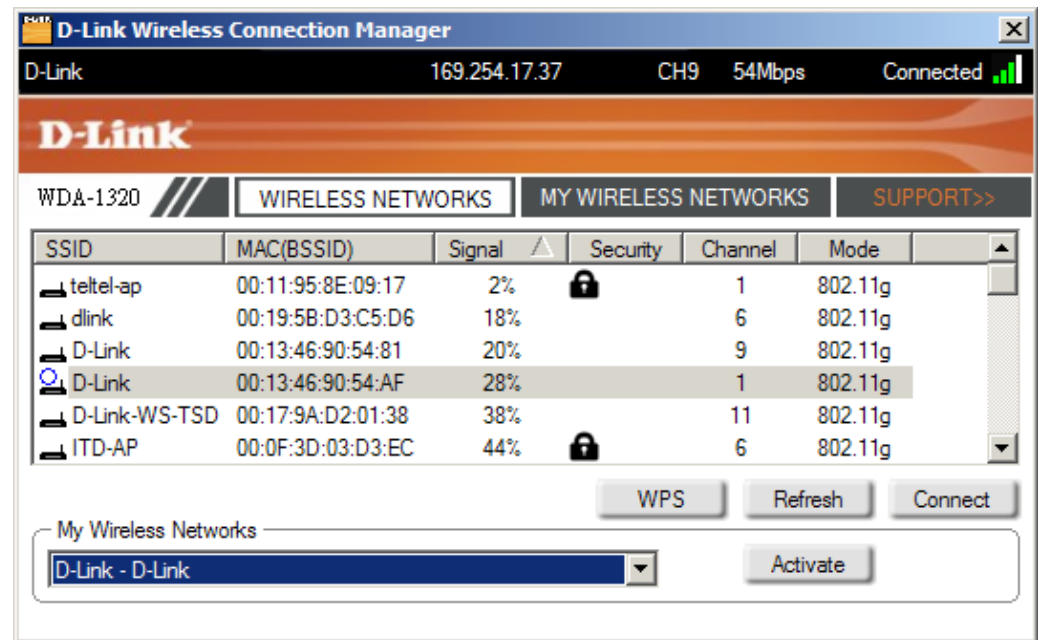 D-Link Wireless Connection Manager
D-Link 169.254.17.37 CH9 54Mbps Connected
D-Link
WDA-1320 WIRELESS NETWORKS MY WIRELESS NETWORKS SUPPORT>>
SSID MAC(BSSID) Signal Security Channel Mode
teltel-ap 00:11:95:8E:09:17 2% 1 802.11g
dlink 00:19:5B:D3:C5:D6 18% 6 802.11g
D-Link 00:13:46:90:54:81 20% 9 802.11g
D-Link 00:13:46:90:54:AF 28% 1 802.11g
D-Link-WS-TSD 00:17:9A:D2:01:38 38% 11 802.11g
ITD-AP 00:0F:3D:03:D3:EC 44% 6 802.11g
WPS Refresh Connect
My Wireless Networks
D-Link - D-Link Activate